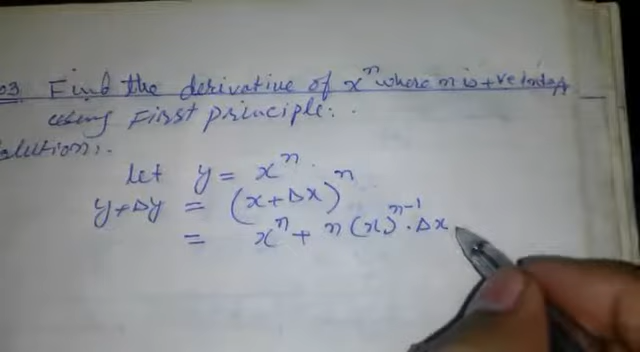 03 Find the derivative of xⁿ where n is +ve integer
using First principle:.
Solution:.
let y = xⁿ.
y+Δy = (x+Δx)ⁿ
= xⁿ + n(x)ⁿ⁻¹.Δx